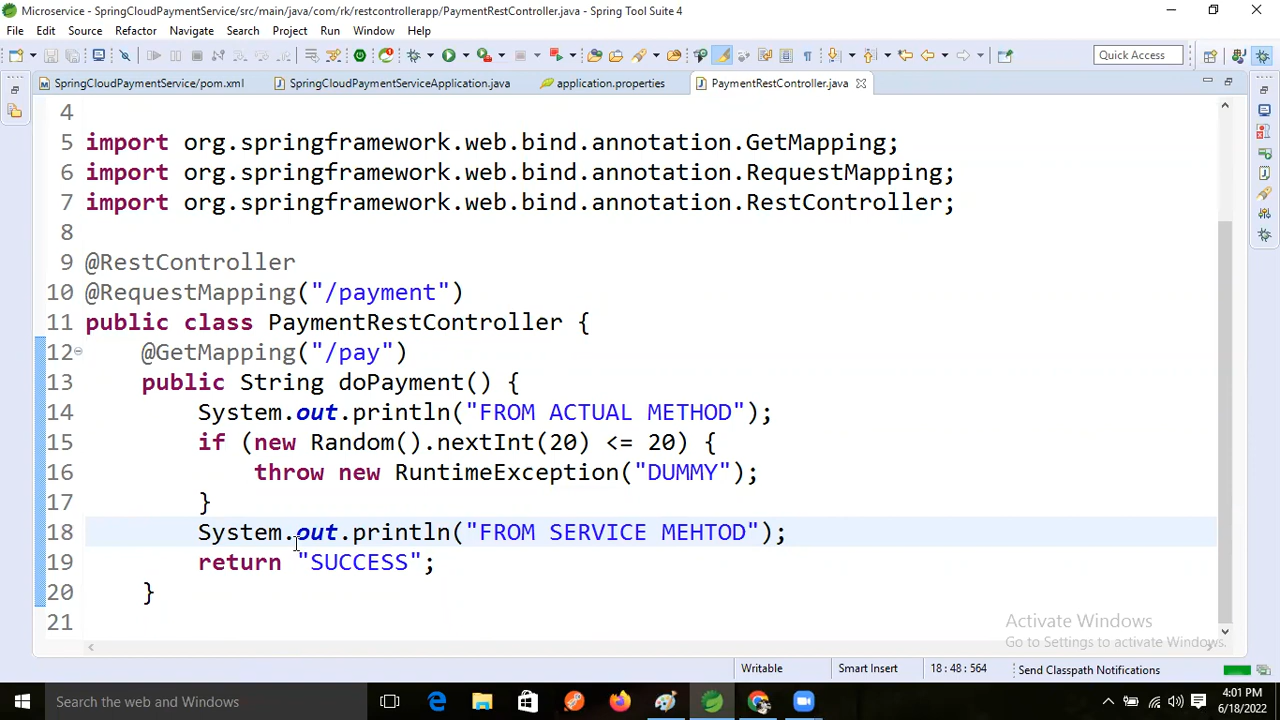 Microservice - SpringCloudPaymentService/src/main/java/com/rk/restcontrollerapp/PaymentRestController.java - Spring Tool Suite 4
File Edit Source Refactor Navigate Search Project Run Window Help
Quick Access
SpringCloudPaymentService/pom.xml SpringCloudPaymentServiceApplication.java application.properties PaymentRestController.java
4
5 import org.springframework.web.bind.annotation.GetMapping;
6 import org.springframework.web.bind.annotation.RequestMapping;
7 import org.springframework.web.bind.annotation.RestController;
8
9 @RestController
10 @RequestMapping("/payment")
11 public class PaymentRestController {
12 @GetMapping("/pay")
13 public String doPayment() {
14 System.out.println("FROM ACTUAL METHOD");
15 if (new Random().nextInt(20) <= 20) {
16 throw new RuntimeException("DUMMY");
17 }
18 System.out.println("FROM SERVICE MEHTOD");
19 return "SUCCESS";
20 }
21
Activate Windows
Go to Settings to activate Windows.
Writable Smart Insert 18 : 48 : 564 Send Classpath Notifications
Search the web and Windows
4:01 PM
6/18/2022